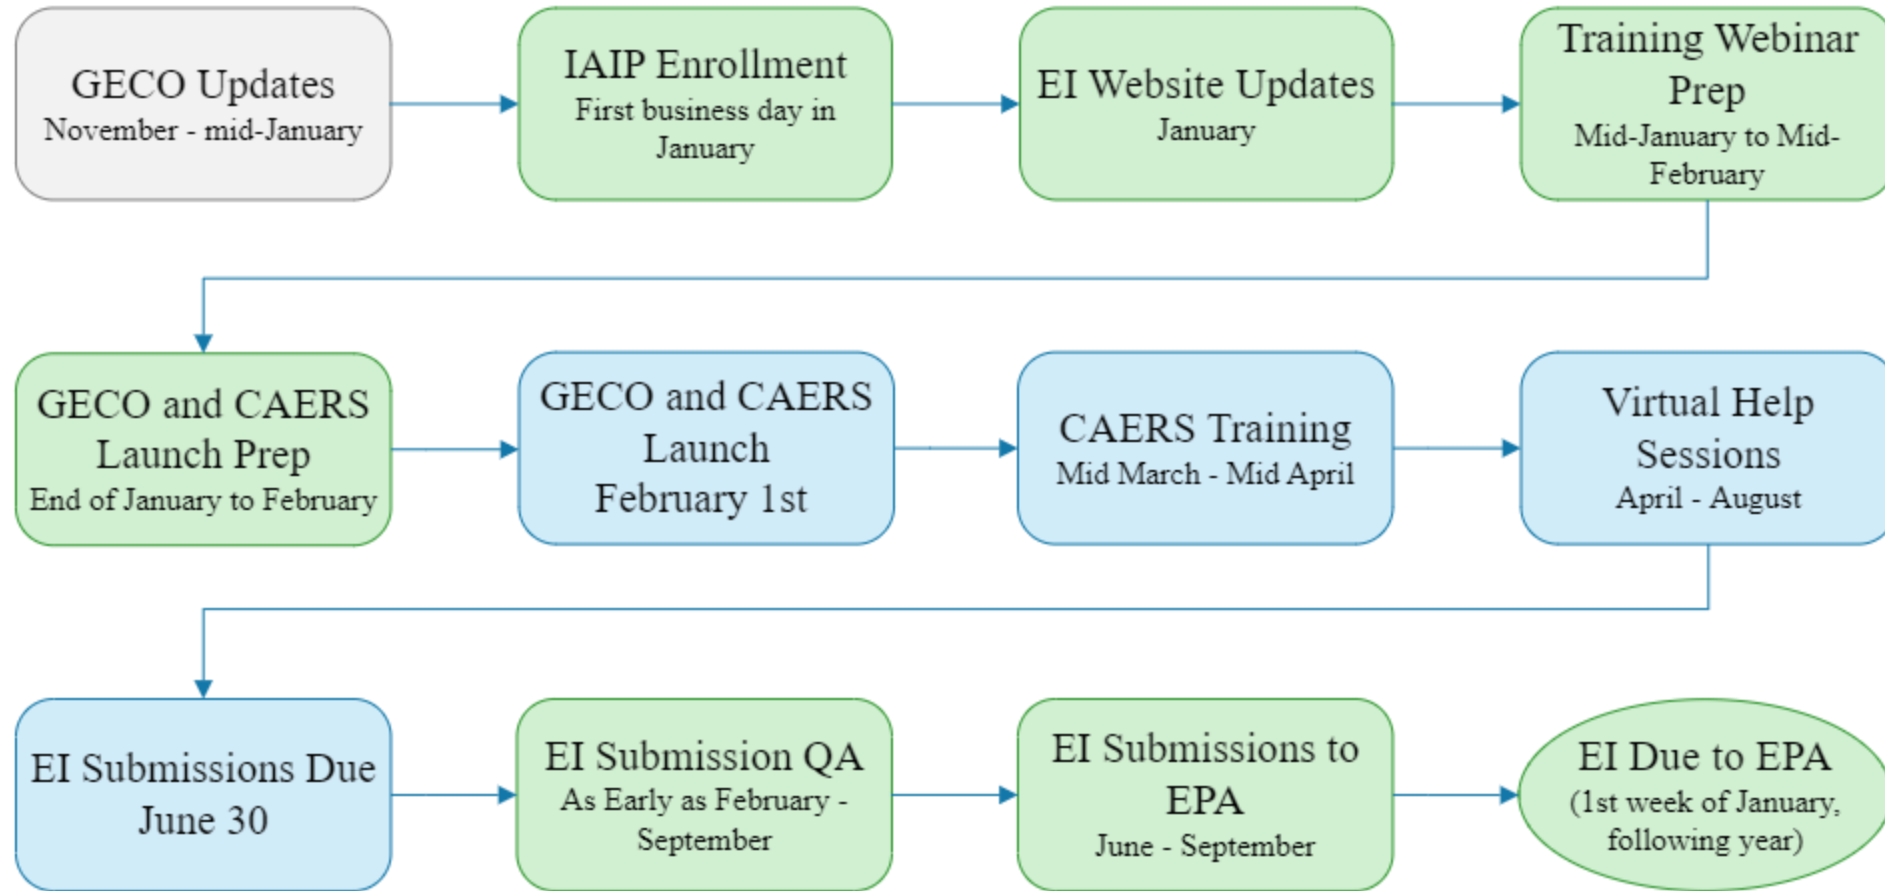 GECO Updates
November - mid-January
IAIP Enrollment
First business day in
January
EI Website Updates
January
Training Webinar
Prep
Mid-January to Mid-
February
GECO and CAERS
Launch Prep
End of January to February
GECO and CAERS
Launch
February 1st
CAERS Training
Mid March - Mid April
Virtual Help
Sessions
April - August
EI Submissions Due
June 30
EI Submission QA
As Early as February -
September
EI Submissions to
EPA
June - September
EI Due to EPA
(1st week of January,
following year)